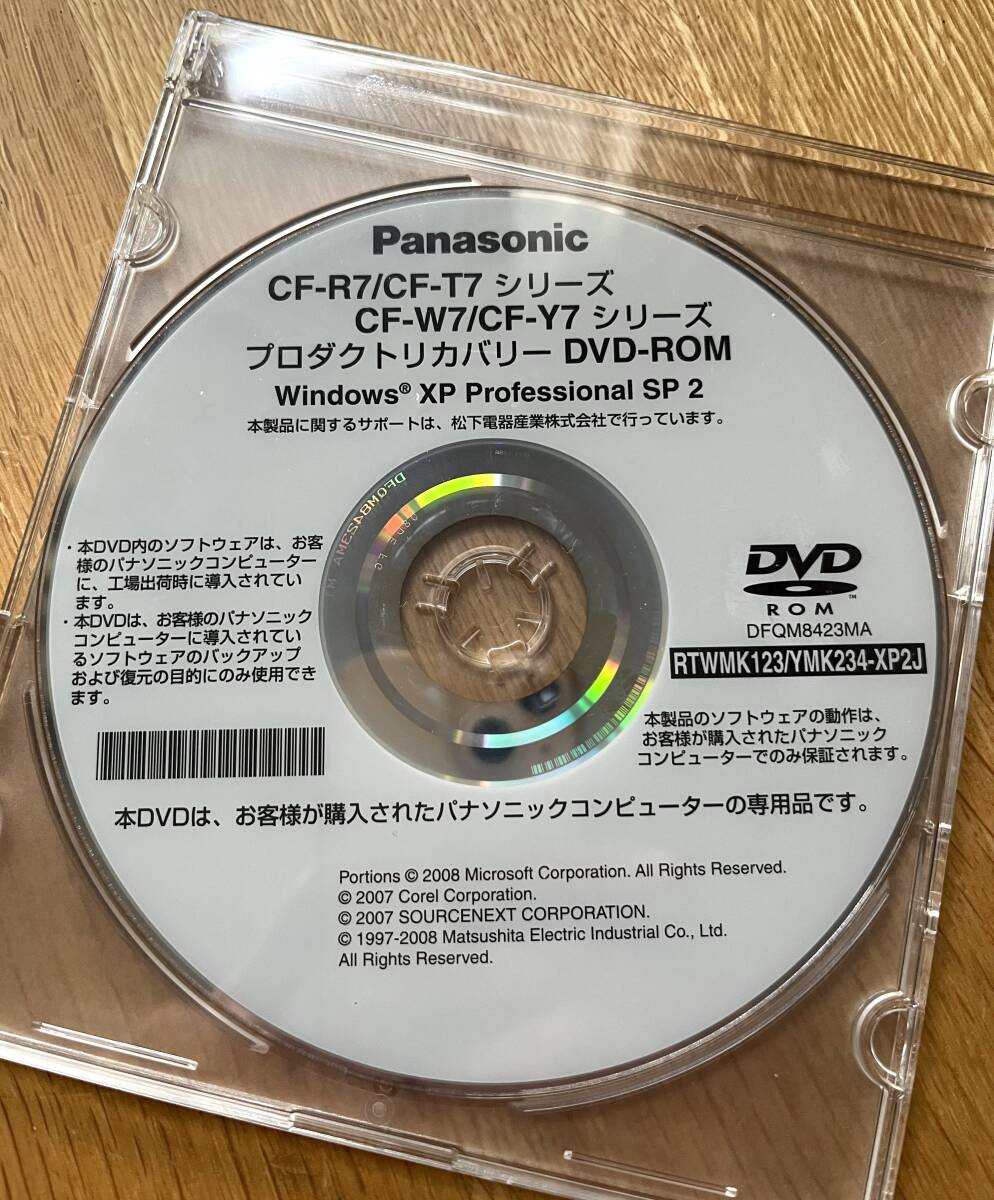 Panasonic
CF-R7/CF-T7 シリーズ
CF-W7/CF-Y7 シリーズ
プロダクトリカバリー DVD-ROM
Windows® XP Professional SP 2
本製品に関するサポートは、松下電器産業株式会社で行っています。
・本DVD内のソフトウェアは、お客
様のパナソニックコンピューター
に、工場出荷時に導入されてい
ます。
・本DVDは、お客様のパナソニック
コンピューターに導入されてい
るソフトウェアのバックアップ
および復元の目的にのみ使用でき
ます。
DVD
ROM
™
DFQM8423MA
RTWMK123/YMK234-XP2J
本製品のソフトウェアの動作は、
お客様が購入されたパナソニック
コンピューターでのみ保証されます。
DFQM8423MA
本DVDは、お客様が購入されたパナソニックコンピューターの専用品です。
Portions © 2008 Microsoft Corporation. All Rights Reserved.
© 2007 Corel Corporation.
© 2007 SOURCENEXT CORPORATION.
© 1997-2008 Matsushita Electric Industrial Co., Ltd.
All Rights Reserved.